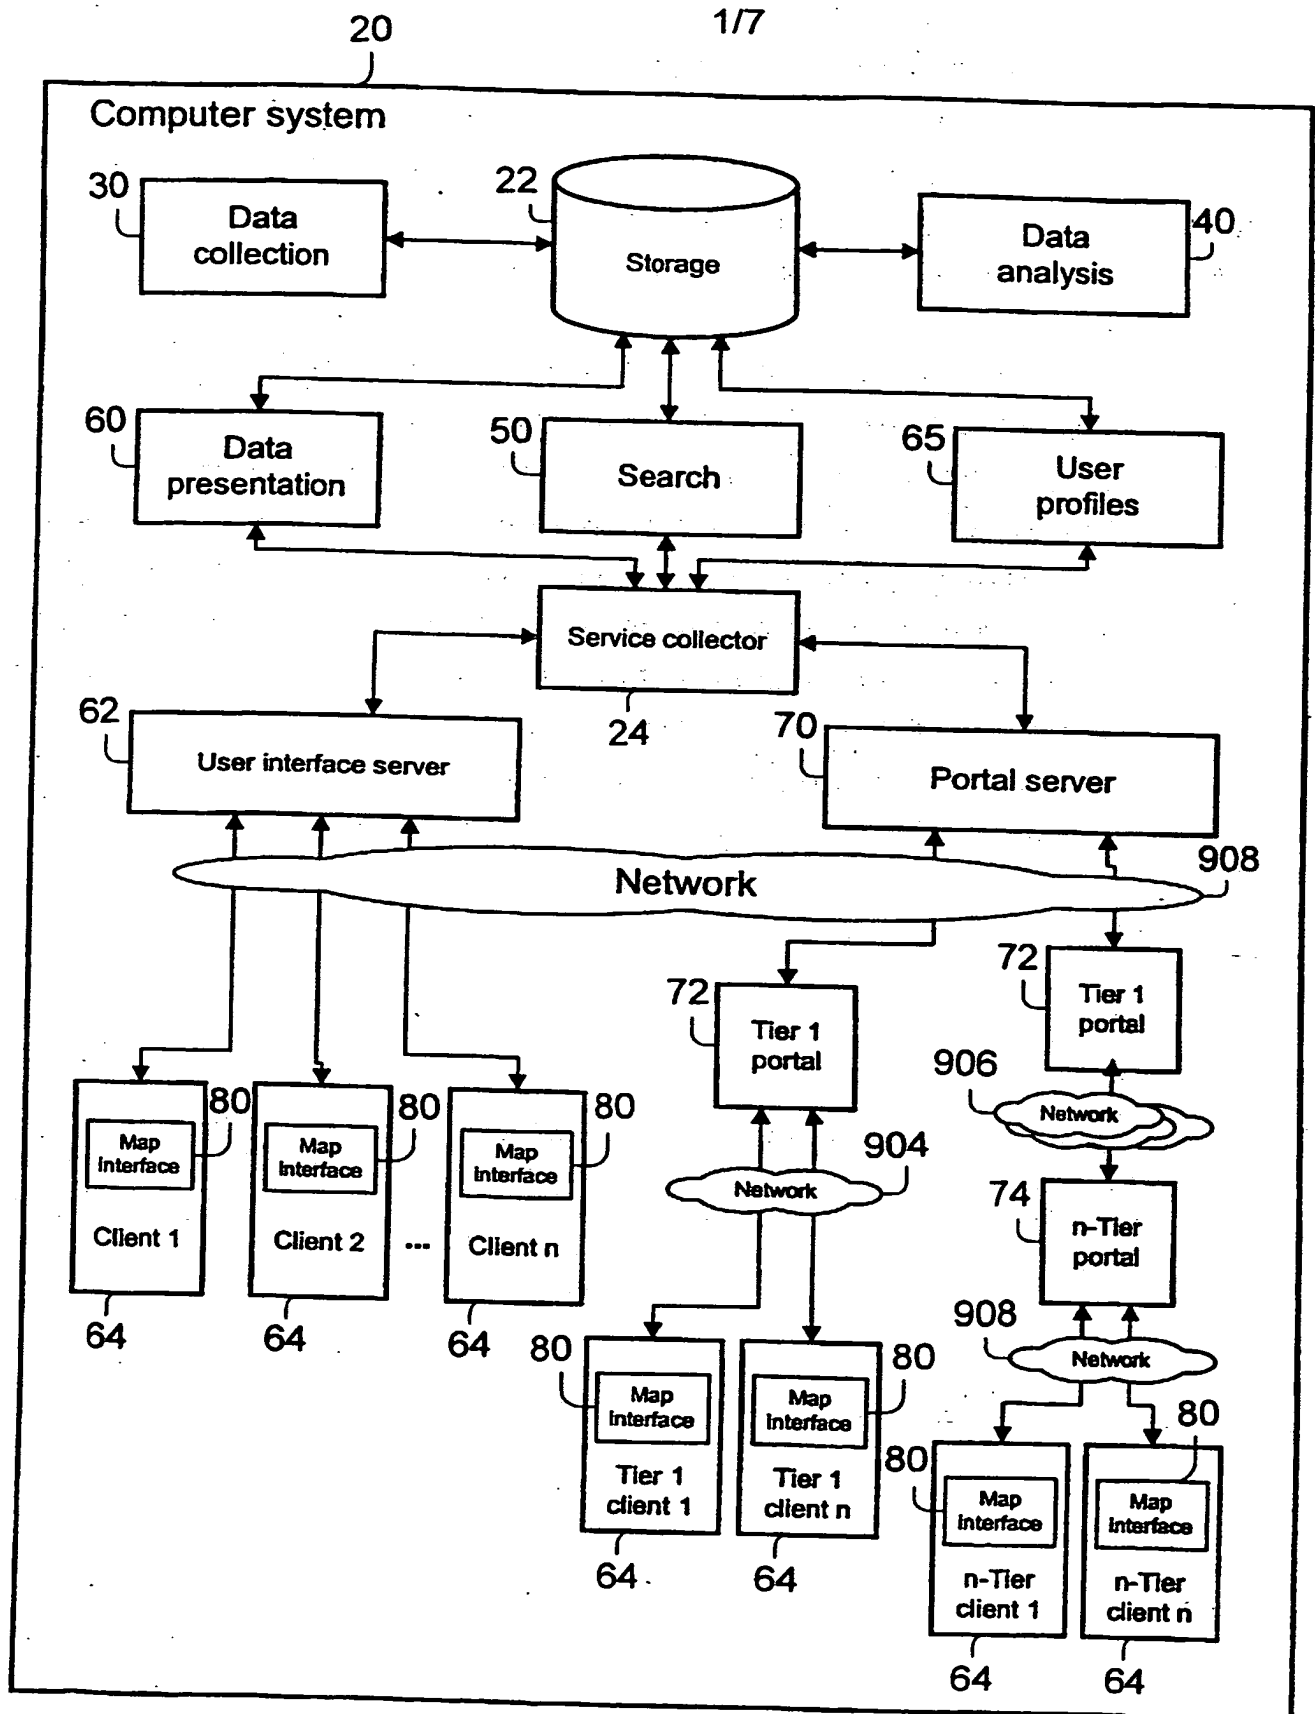 1/7
20
Computer system
30
Data
collection
22
Storage
40
Data
analysis
60
Data
presentation
50
Search
65
User
profiles
Service collector
24
62
User interface server
70
Portal server
Network
908
72
Tier 1
portal
72
Tier 1
portal
906
Network
904
Network
74
n-Tier
portal
908
Network
80
Map
interface
Client 1
64
80
Map
interface
Client 2
64
...
80
Map
interface
Client n
64
80
Map
interface
Tier 1
client 1
64
80
Map
interface
Tier 1
client n
64
80
Map
interface
n-Tier
client 1
64
80
Map
interface
n-Tier
client n
64